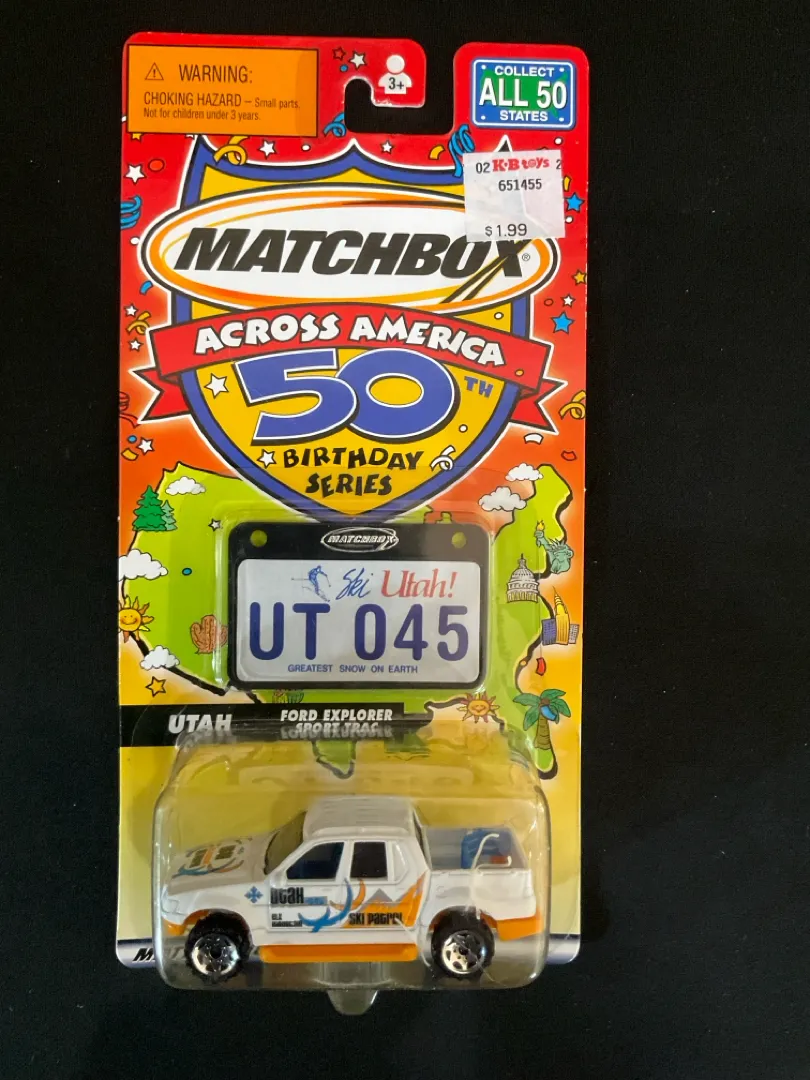 ⚠ WARNING:
CHOKING HAZARD – Small parts.
Not for children under 3 years.
3+
COLLECT
ALL 50
STATES
02 K·B toys 2
651455
$1.99
MATCHBOX®
ACROSS AMERICA
50TH
BIRTHDAY
SERIES
MATCHBOX
Ski Utah!
UT 045
GREATEST SNOW ON EARTH
UTAH
FORD EXPLORER
SPORT TRAC
Utah
Ski Patrol